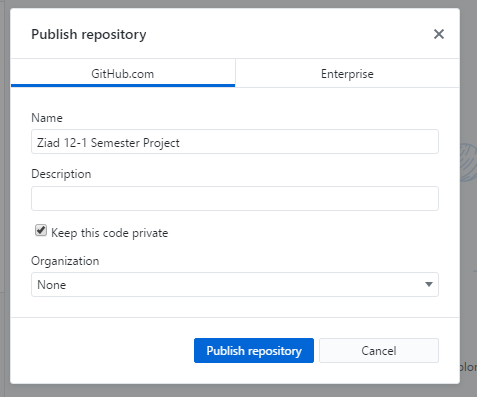 Publish repository
GitHub.com
Enterprise
Name
Ziad 12-1 Semester Project
Description
Keep this code private
Organization
None
Publish repository
Cancel